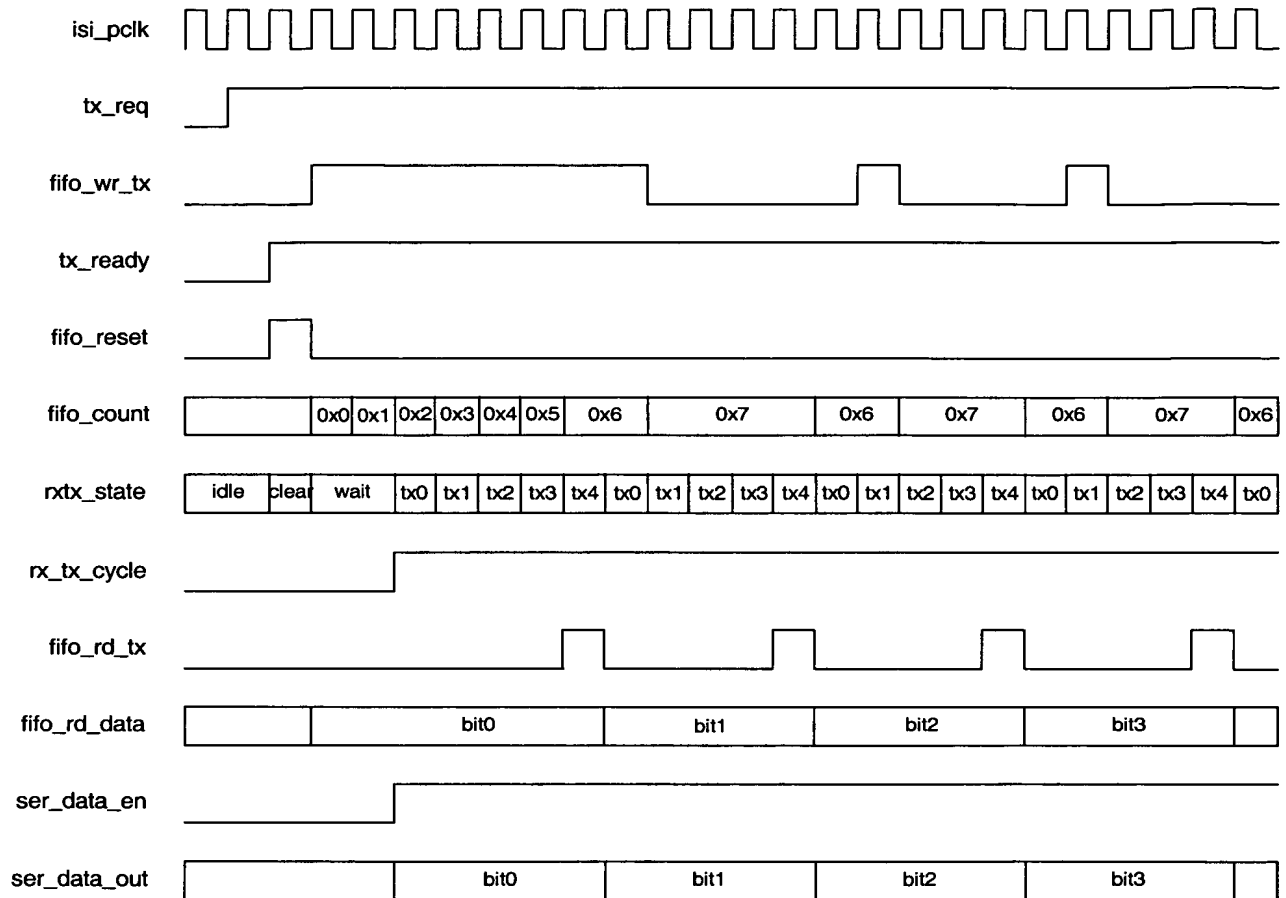 isi_pclk
tx_req
fifo_wr_tx
tx_ready
fifo_reset
fifo_count 0x0 0x1 0x2 0x3 0x4 0x5 0x6 0x7 0x6 0x7 0x6 0x7 0x6
rxtx_state idle clear wait tx0 tx1 tx2 tx3 tx4 tx0 tx1 tx2 tx3 tx4 tx0 tx1 tx2 tx3 tx4 tx0 tx1 tx2 tx3 tx4 tx0
rx_tx_cycle
fifo_rd_tx
fifo_rd_data bit0 bit1 bit2 bit3
ser_data_en
ser_data_out bit0 bit1 bit2 bit3